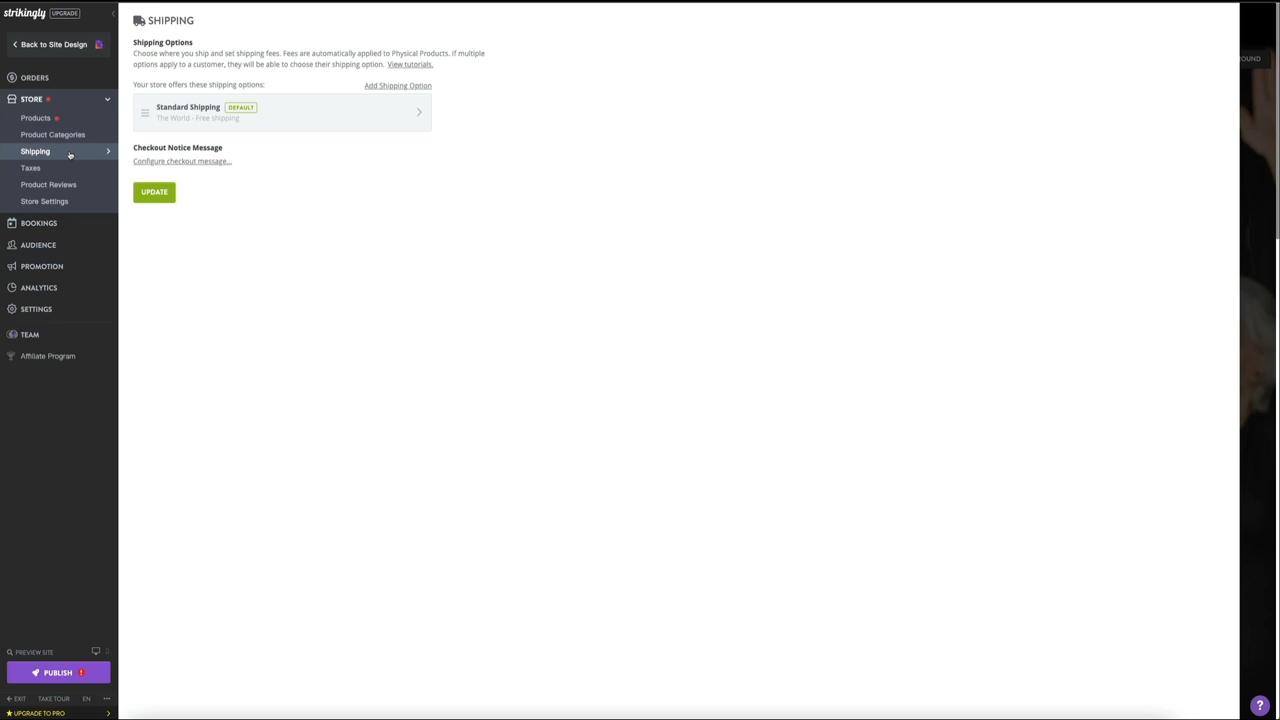 strikingly UPGRADE
Back to Site Design
ORDERS
STORE
Products
Product Categories
Shipping
Taxes
Product Reviews
Store Settings
BOOKINGS
AUDIENCE
PROMOTION
ANALYTICS
SETTINGS
TEAM
Affiliate Program
PREVIEW SITE
PUBLISH !
EXIT TAKE TOUR EN
UPGRADE TO PRO
SHIPPING
Shipping Options
Choose where you ship and set shipping fees. Fees are automatically applied to Physical Products. If multiple
options apply to a customer, they will be able to choose their shipping option. View tutorials.
Your store offers these shipping options: Add Shipping Option
Standard Shipping DEFAULT
The World - Free shipping
Checkout Notice Message
Configure checkout message...
UPDATE
OUND
?